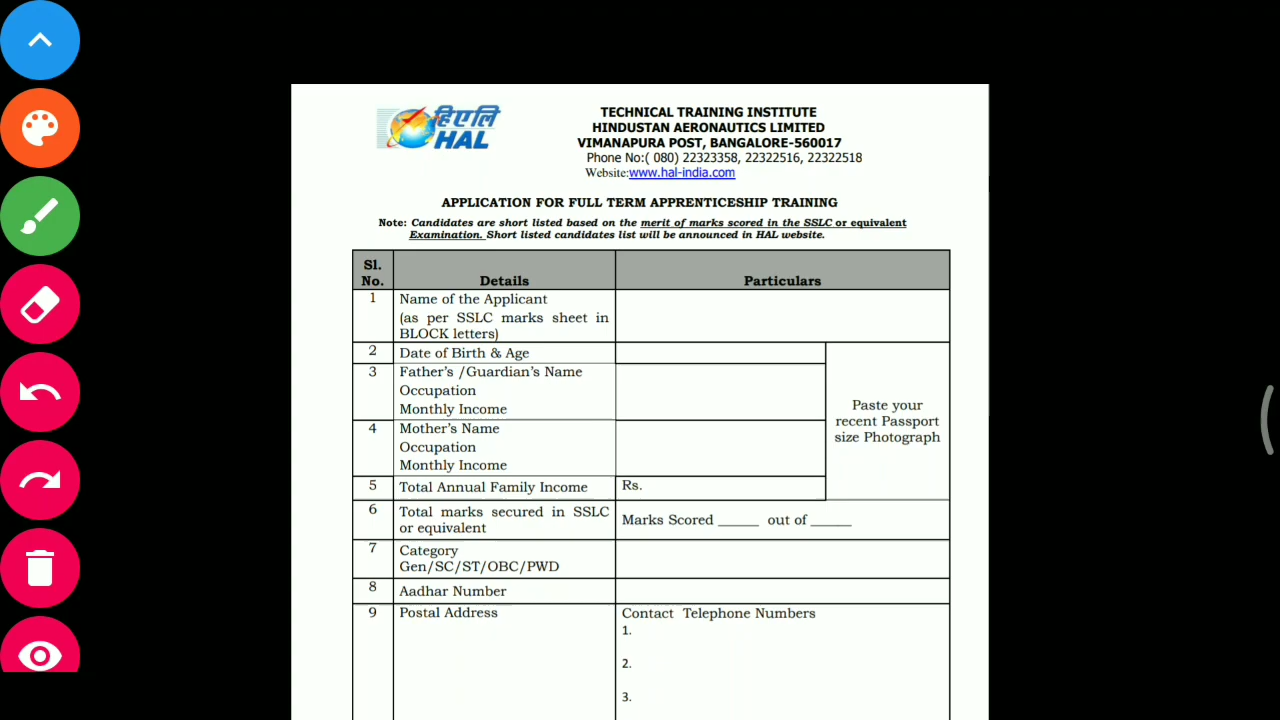 हिएलि
HAL
TECHNICAL TRAINING INSTITUTE
HINDUSTAN AERONAUTICS LIMITED
VIMANAPURA POST, BANGALORE-560017
Phone No:( 080) 22323358, 22322516, 22322518
Website:www.hal-india.com
APPLICATION FOR FULL TERM APPRENTICESHIP TRAINING
Note: Candidates are short listed based on the merit of marks scored in the SSLC or equivalent
Examination. Short listed candidates list will be announced in HAL website.
Sl.
No.
Details
Particulars
1
Name of the Applicant
(as per SSLC marks sheet in
BLOCK letters)
2
Date of Birth & Age
3
Father's /Guardian's Name
Occupation
Monthly Income
Paste your
recent Passport
size Photograph
4
Mother's Name
Occupation
Monthly Income
5
Total Annual Family Income
Rs.
6
Total marks secured in SSLC
or equivalent
Marks Scored ______ out of ______
7
Category
Gen/SC/ST/OBC/PWD
8
Aadhar Number
9
Postal Address
Contact Telephone Numbers
1.
2.
3.